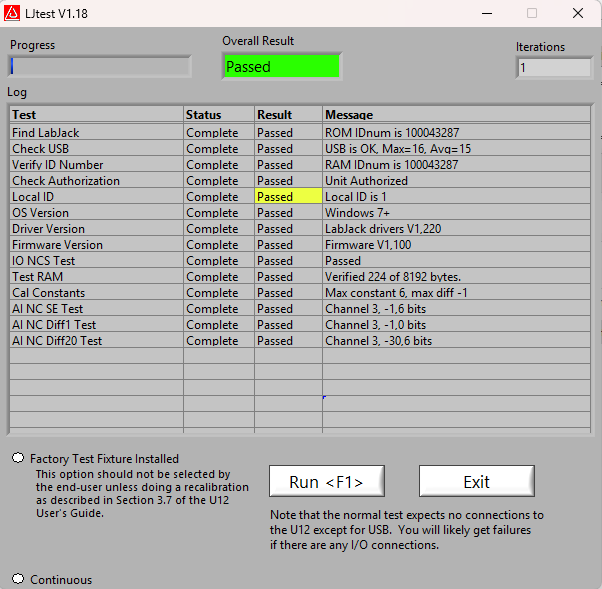 LJtest V1.18
Progress
Overall Result
Passed
Iterations
1
Log
Test Status Result Message
Find LabJack Complete Passed ROM IDnum is 100043287
Check USB Complete Passed USB is OK, Max=16, Avg=15
Verify ID Number Complete Passed RAM IDnum is 100043287
Check Authorization Complete Passed Unit Authorized
Local ID Complete Passed Local ID is 1
OS Version Complete Passed Windows 7+
Driver Version Complete Passed LabJack drivers V1,220
Firmware Version Complete Passed Firmware V1,100
IO NCS Test Complete Passed Passed
Test RAM Complete Passed Verified 224 of 8192 bytes.
Cal Constants Complete Passed Max constant 6, max diff -1
AI NC SE Test Complete Passed Channel 3, -1,6 bits
AI NC Diff1 Test Complete Passed Channel 3, -1,0 bits
AI NC Diff20 Test Complete Passed Channel 3, -30,6 bits
Factory Test Fixture Installed
This option should not be selected by
the end-user unless doing a recalibration
as described in Section 3.7 of the U12
User's Guide.
Run <F1>
Exit
Note that the normal test expects no connections to
the U12 except for USB. You will likely get failures
if there are any I/O connections.
Continuous